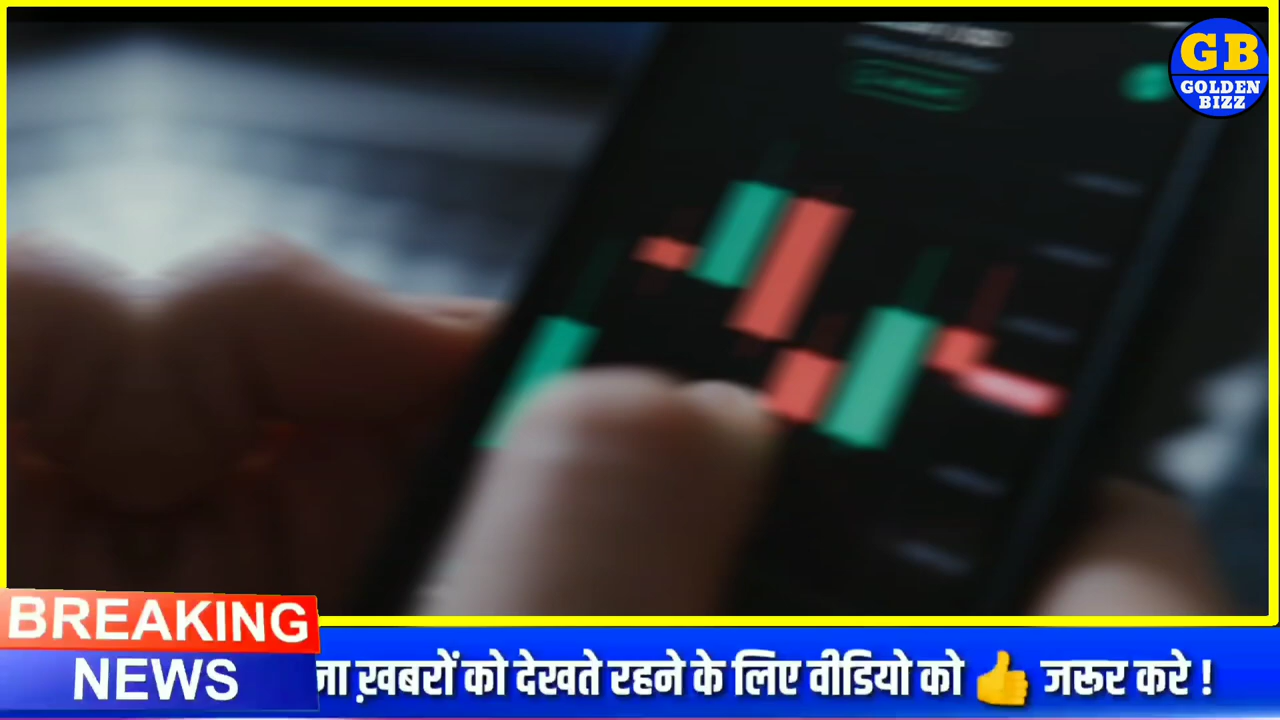 GB
GOLDEN
BIZZ
BREAKING
NEWS
ख़बरों को देखते रहने के लिए वीडियो को 👍 जरूर करे !